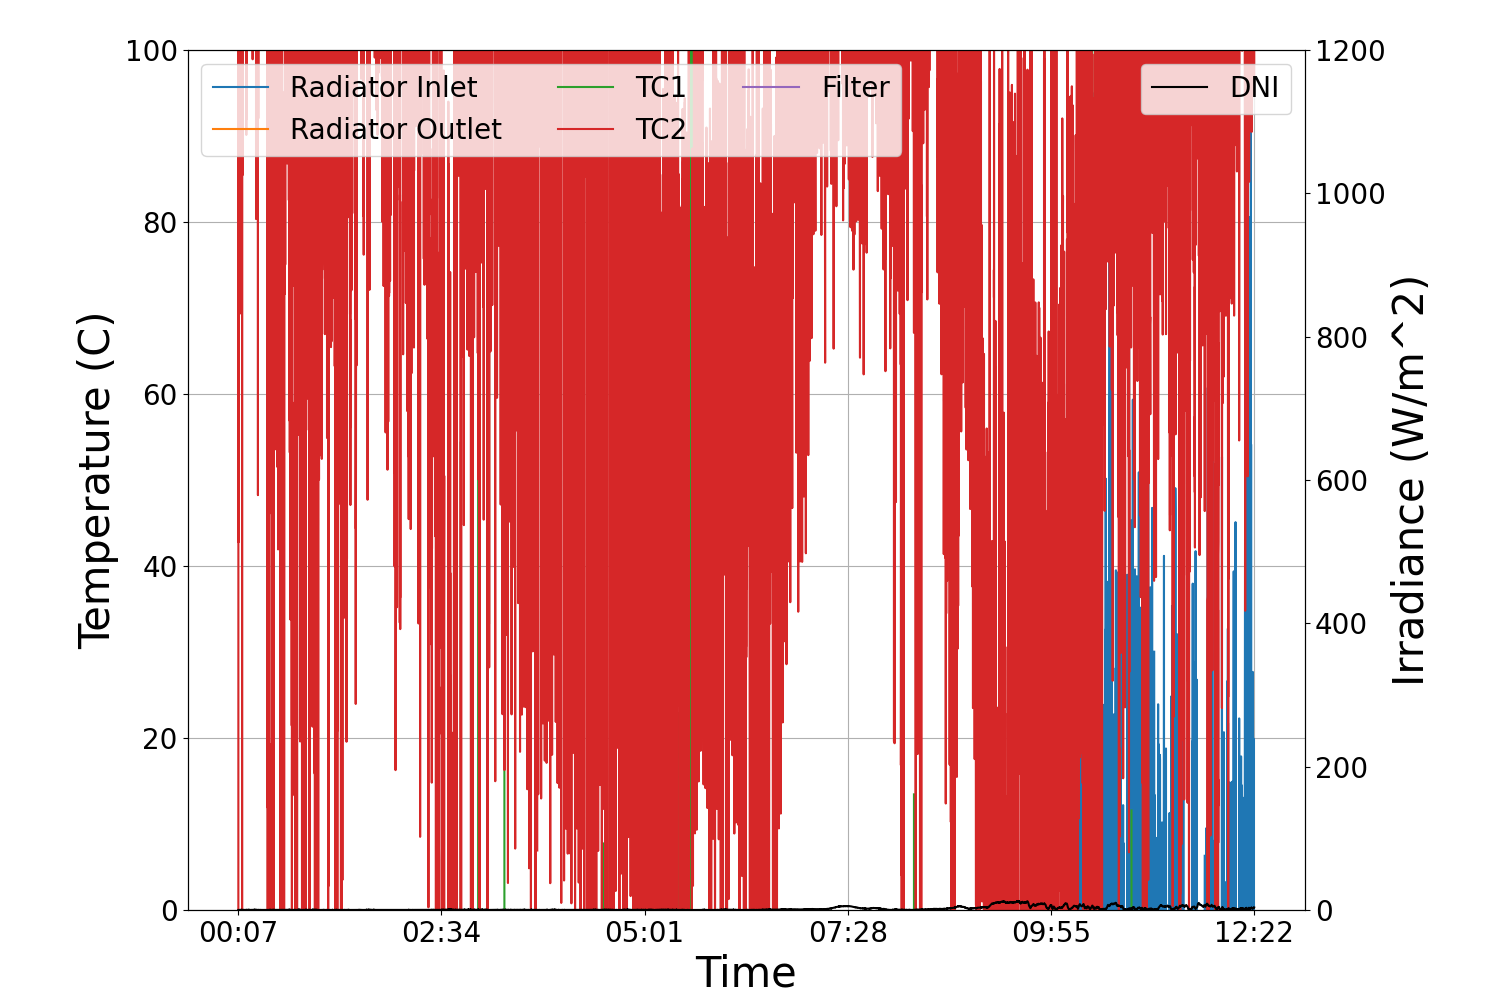 Radiator Inlet
Radiator Outlet
TC1
TC2
Filter
DNI
100
80
60
40
20
0
Temperature (C)
1200
1000
800
600
400
200
0
Irradiance (W/m^2)
00:07 02:34 05:01 07:28 09:55 12:22
Time